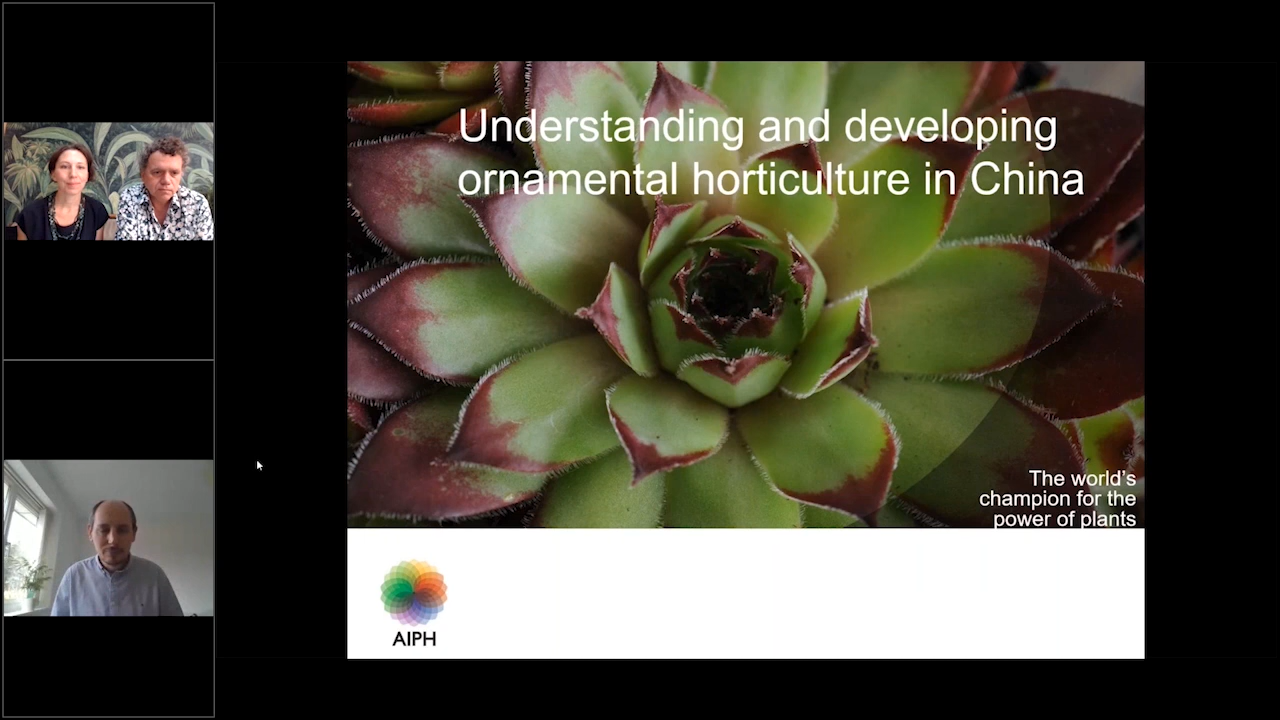 Understanding and developing
ornamental horticulture in China
The world's
champion for the
power of plants
AIPH